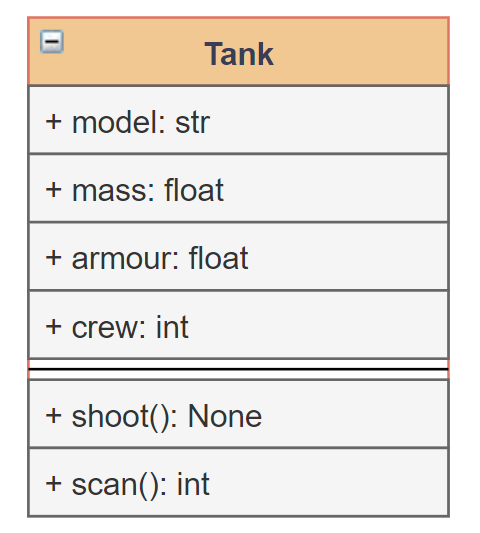 Tank
+ model: str
+ mass: float
+ armour: float
+ crew: int
+ shoot(): None
+ scan(): int